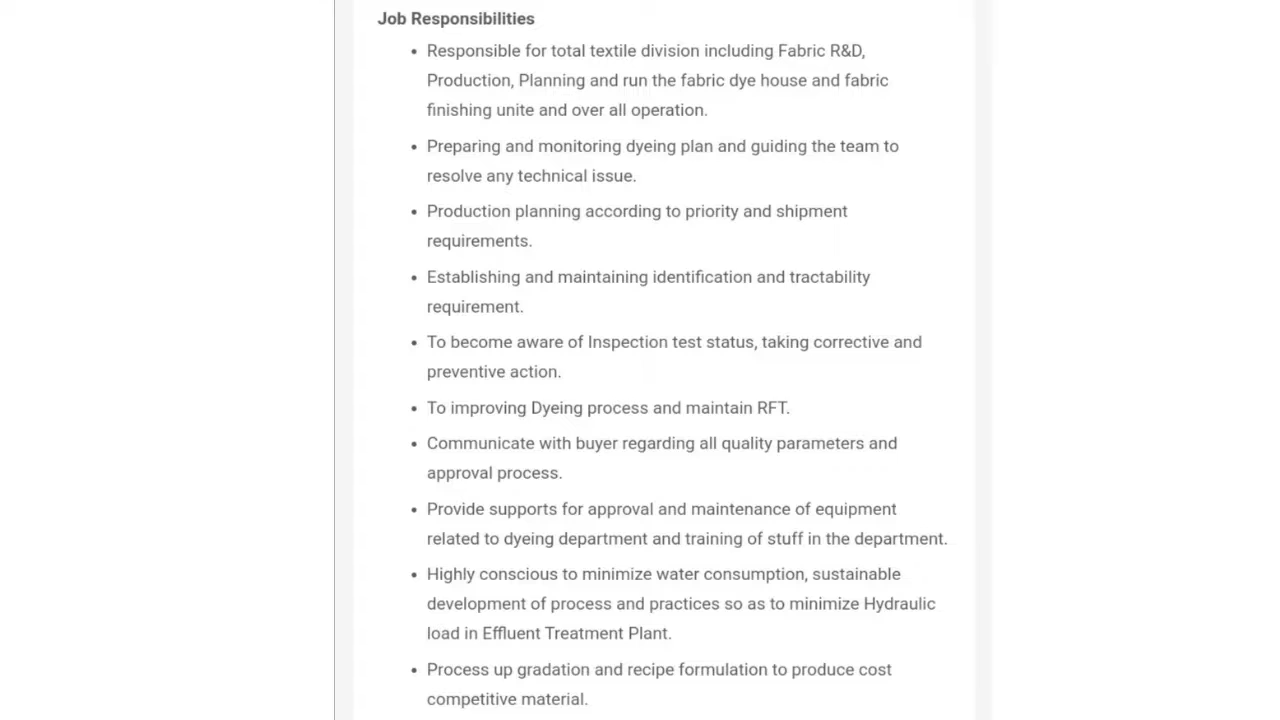 Job Responsibilities
• Responsible for total textile division including Fabric R&D,
Production, Planning and run the fabric dye house and fabric
finishing unite and over all operation.
• Preparing and monitoring dyeing plan and guiding the team to
resolve any technical issue.
• Production planning according to priority and shipment
requirements.
• Establishing and maintaining identification and tractability
requirement.
• To become aware of Inspection test status, taking corrective and
preventive action.
• To improving Dyeing process and maintain RFT.
• Communicate with buyer regarding all quality parameters and
approval process.
• Provide supports for approval and maintenance of equipment
related to dyeing department and training of stuff in the department.
• Highly conscious to minimize water consumption, sustainable
development of process and practices so as to minimize Hydraulic
load in Effluent Treatment Plant.
• Process up gradation and recipe formulation to produce cost
competitive material.